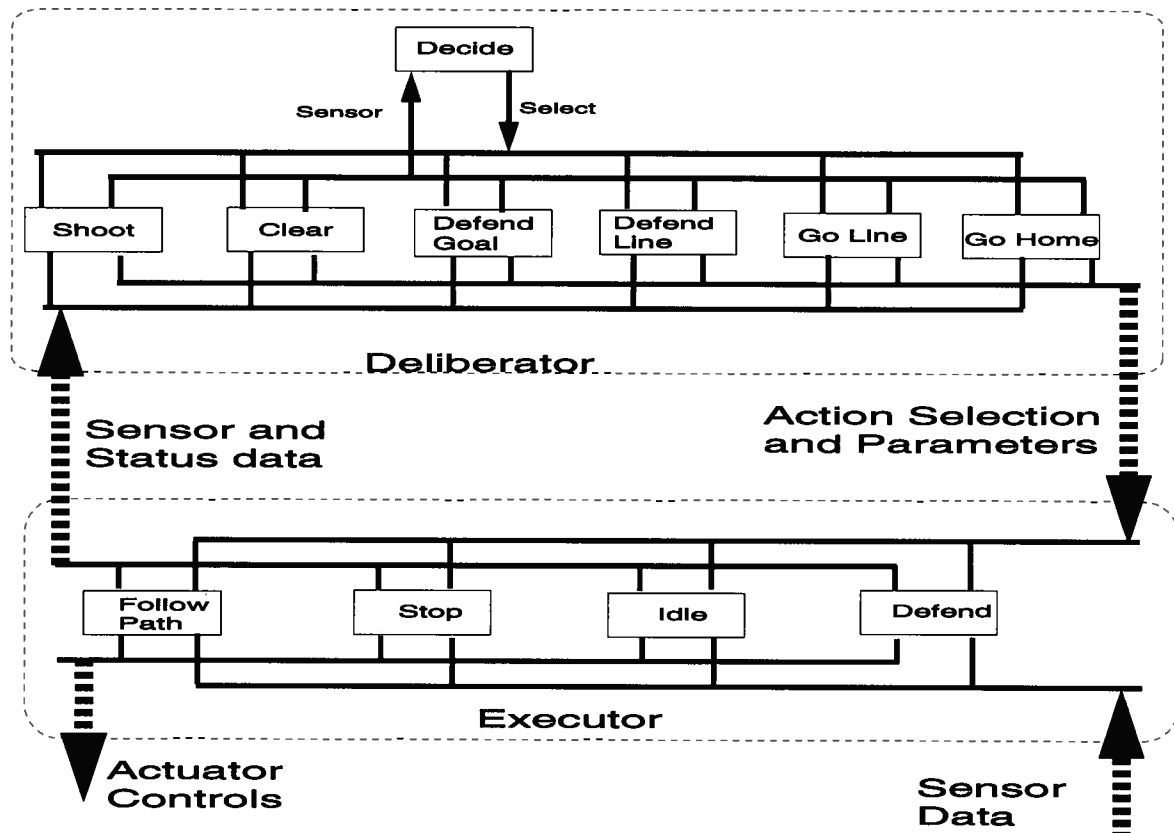 Decide
Sensor
Select
Shoot
Clear
Defend
Goal
Defend
Line
Go Line
Go Home
Deliberator
Sensor and
Status data
Action Selection
and Parameters
Follow
Path
Stop
Idle
Defend
Executor
Actuator
Controls
Sensor
Data